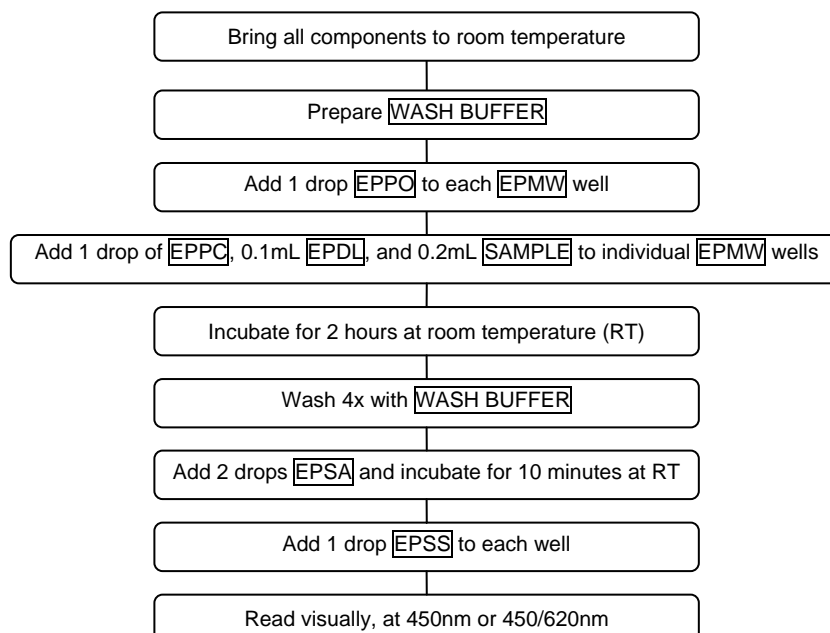 Bring all components to room temperature
Prepare WASH BUFFER
Add 1 drop EPPO to each EPMW well
Add 1 drop of EPPC, 0.1mL EPDL, and 0.2mL SAMPLE to individual EPMW wells
Incubate for 2 hours at room temperature (RT)
Wash 4x with WASH BUFFER
Add 2 drops EPSA and incubate for 10 minutes at RT
Add 1 drop EPSS to each well
Read visually, at 450nm or 450/620nm